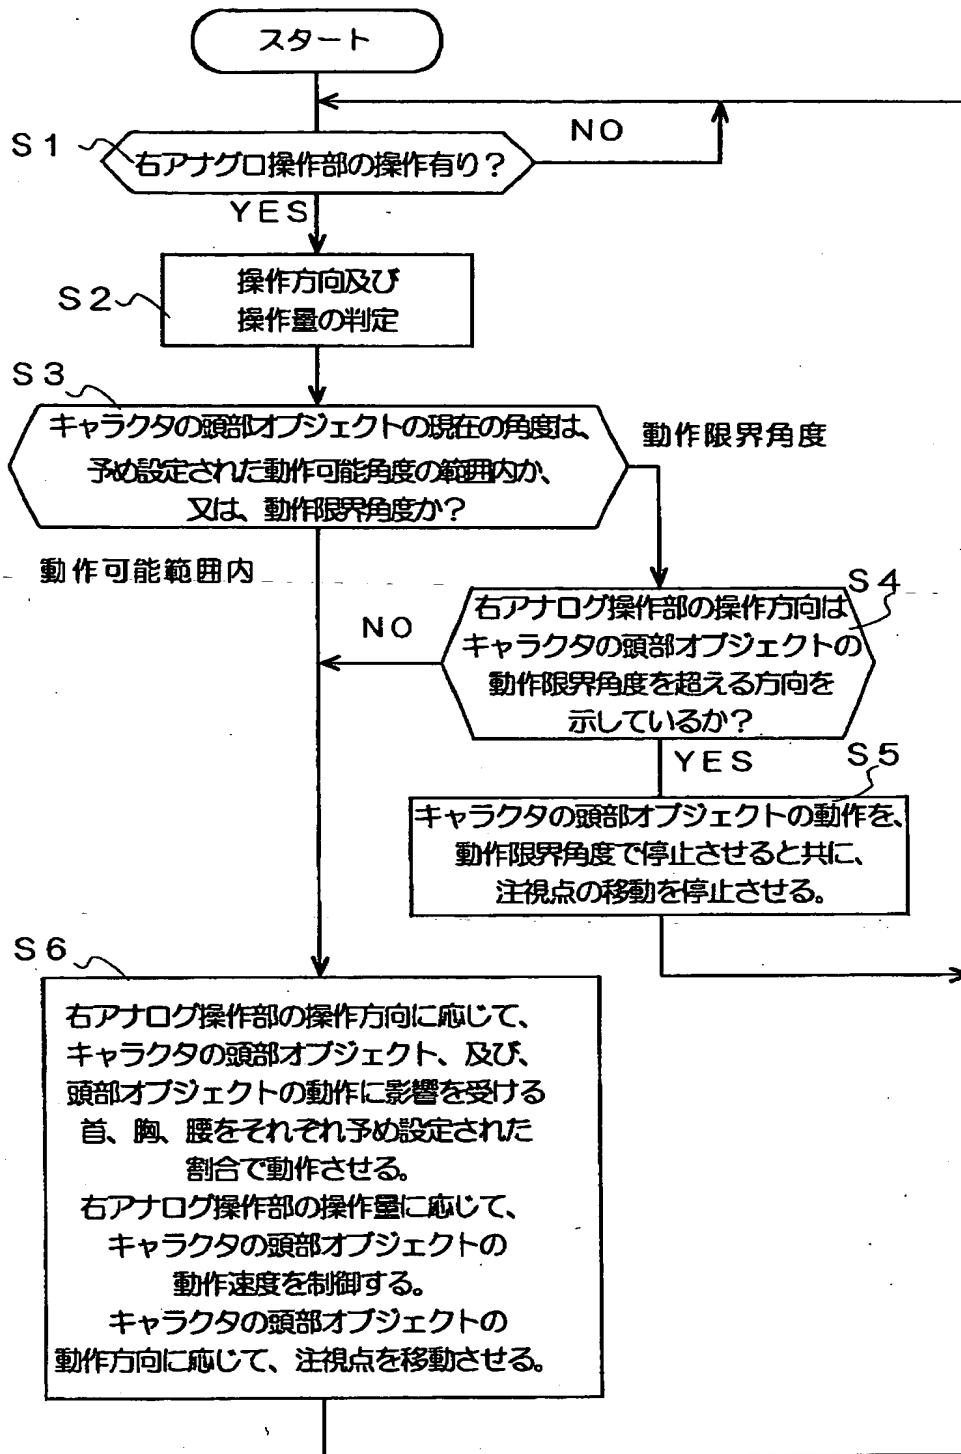 スタート
NO
S1
右アナグロ操作部の操作有り?
YES
S2
操作方向及び
操作量の判定
S3
キャラクタの頭部オブジェクトの現在の角度は、
予め設定された動作可能角度の範囲内か、
又は、動作限界角度か?
動作限界角度
動作可能範囲内
S4
右アナログ操作部の操作方向は
キャラクタの頭部オブジェクトの
動作限界角度を超える方向を
示しているか?
NO
YES
S5
キャラクタの頭部オブジェクトの動作を、
動作限界角度で停止させると共に、
注視点の移動を停止させる。
S6
右アナログ操作部の操作方向に応じて、
キャラクタの頭部オブジェクト、及び、
頭部オブジェクトの動作に影響を受ける
首、胸、腰をそれぞれ予め設定された
割合で動作させる。
右アナログ操作部の操作量に応じて、
キャラクタの頭部オブジェクトの
動作速度を制御する。
キャラクタの頭部オブジェクトの
動作方向に応じて、注視点を移動させる。